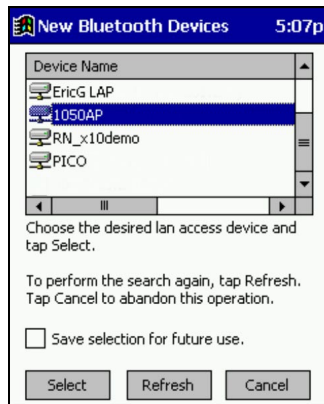 New Bluetooth Devices 5:07p
Device Name
EricG LAP
1050AP
RN_x10demo
PICO
Choose the desired lan access device and
tap Select.
To perform the search again, tap Refresh.
Tap Cancel to abandon this operation.
Save selection for future use.
Select Refresh Cancel